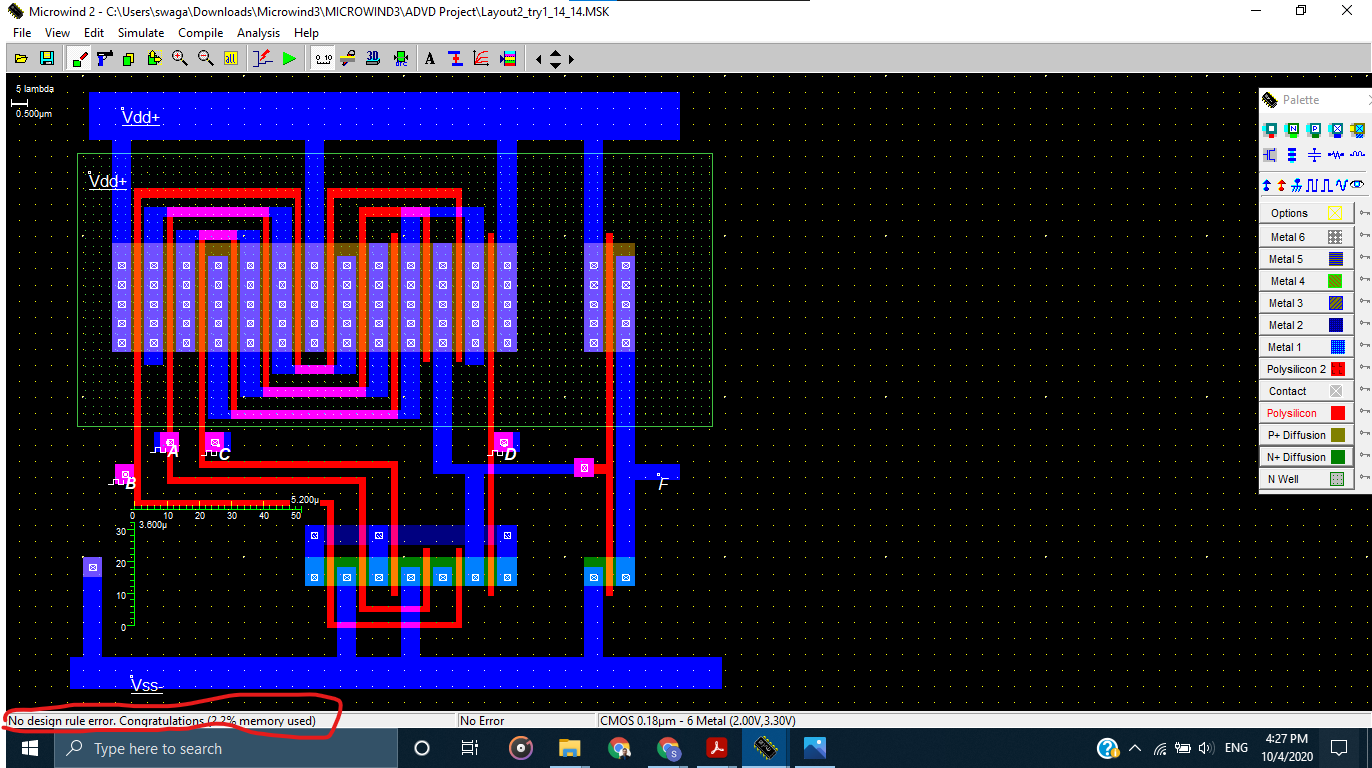 Microwind 2 - C:\Users\swaga\Downloads\Microwind3\MICROWIND3\ADVD Project\Layout2_try1_14_14.MSK
File View Edit Simulate Compile Analysis Help
0.10 3D DRC A
5 lambda
0.500µm
Vdd+
Vdd+
A
C
D
B
F
5.200µ
0 10 20 30 40 50
3.600µ
30
20
10
0
Vss-
Palette
N P
Options
Metal 6
Metal 5
Metal 4
Metal 3
Metal 2
Metal 1
Polysilicon 2
Contact
Polysilicon
P+ Diffusion
N+ Diffusion
N Well
No design rule error. Congratulations (2.2% memory used) No Error CMOS 0.18µm - 6 Metal (2.00V,3.30V)
Type here to search
ENG
4:27 PM
10/4/2020